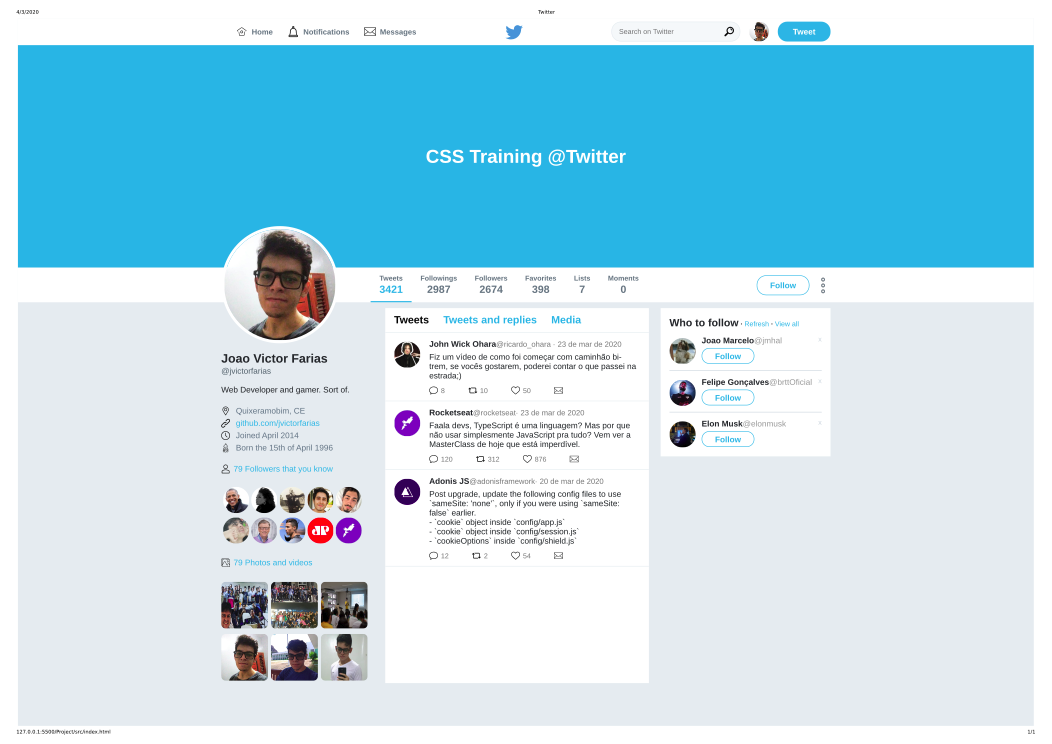 4/3/2020
Twitter
Home
Notifications
Messages
Search on Twitter
Tweet
CSS Training @Twitter
Tweets
3421
Followings
2987
Followers
2674
Favorites
398
Lists
7
Moments
0
Follow
Joao Victor Farias
@jvictorfarias
Web Developer and gamer. Sort of.
Quixeramobim, CE
github.com/jvictorfarias
Joined April 2014
Born the 15th of April 1996
79 Followers that you know
JP
79 Photos and videos
Tweets Tweets and replies Media
John Wick Ohara@ricardo_ohara · 23 de mar de 2020
Fiz um vídeo de como foi começar com caminhão bi-
trem, se vocês gostarem, poderei contar o que passei na
estrada;)
8 10 50
Rocketseat@rocketseat· 23 de mar de 2020
Faala devs, TypeScript é uma linguagem? Mas por que
não usar simplesmente JavaScript pra tudo? Vem ver a
MasterClass de hoje que está imperdível.
120 312 876
Adonis JS@adonisframework· 20 de mar de 2020
Post upgrade, update the following config files to use
`sameSite: 'none'`, only if you were using `sameSite:
false` earlier.
- `cookie` object inside `config/app.js`
- `cookie` object inside `config/session.js`
- `cookieOptions` inside `config/shield.js`
12 2 54
Who to follow · Refresh • View all
Joao Marcelo@jmhal x
Follow
Felipe Gonçalves@brttOficial x
Follow
Elon Musk@elonmusk x
Follow
127.0.0.1:5500/Project/src/index.html
1/1